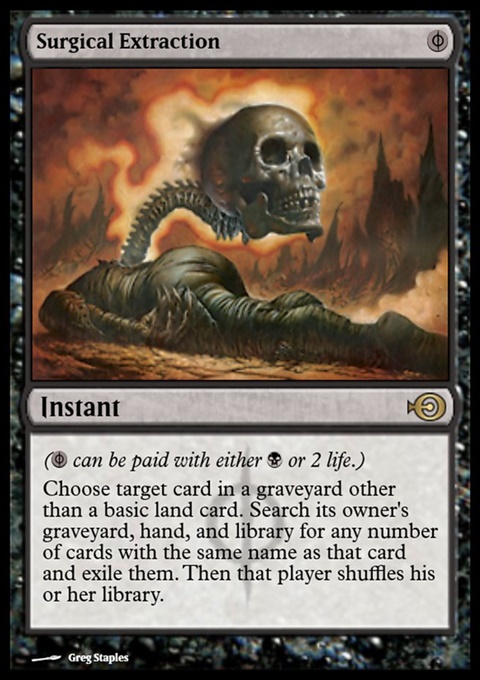 Surgical Extraction
Instant
( can be paid with either  or 2 life.)
Choose target card in a graveyard other
than a basic land card. Search its owner's
graveyard, hand, and library for any number
of cards with the same name as that card
and exile them. Then that player shuffles his
or her library.
Greg Staples